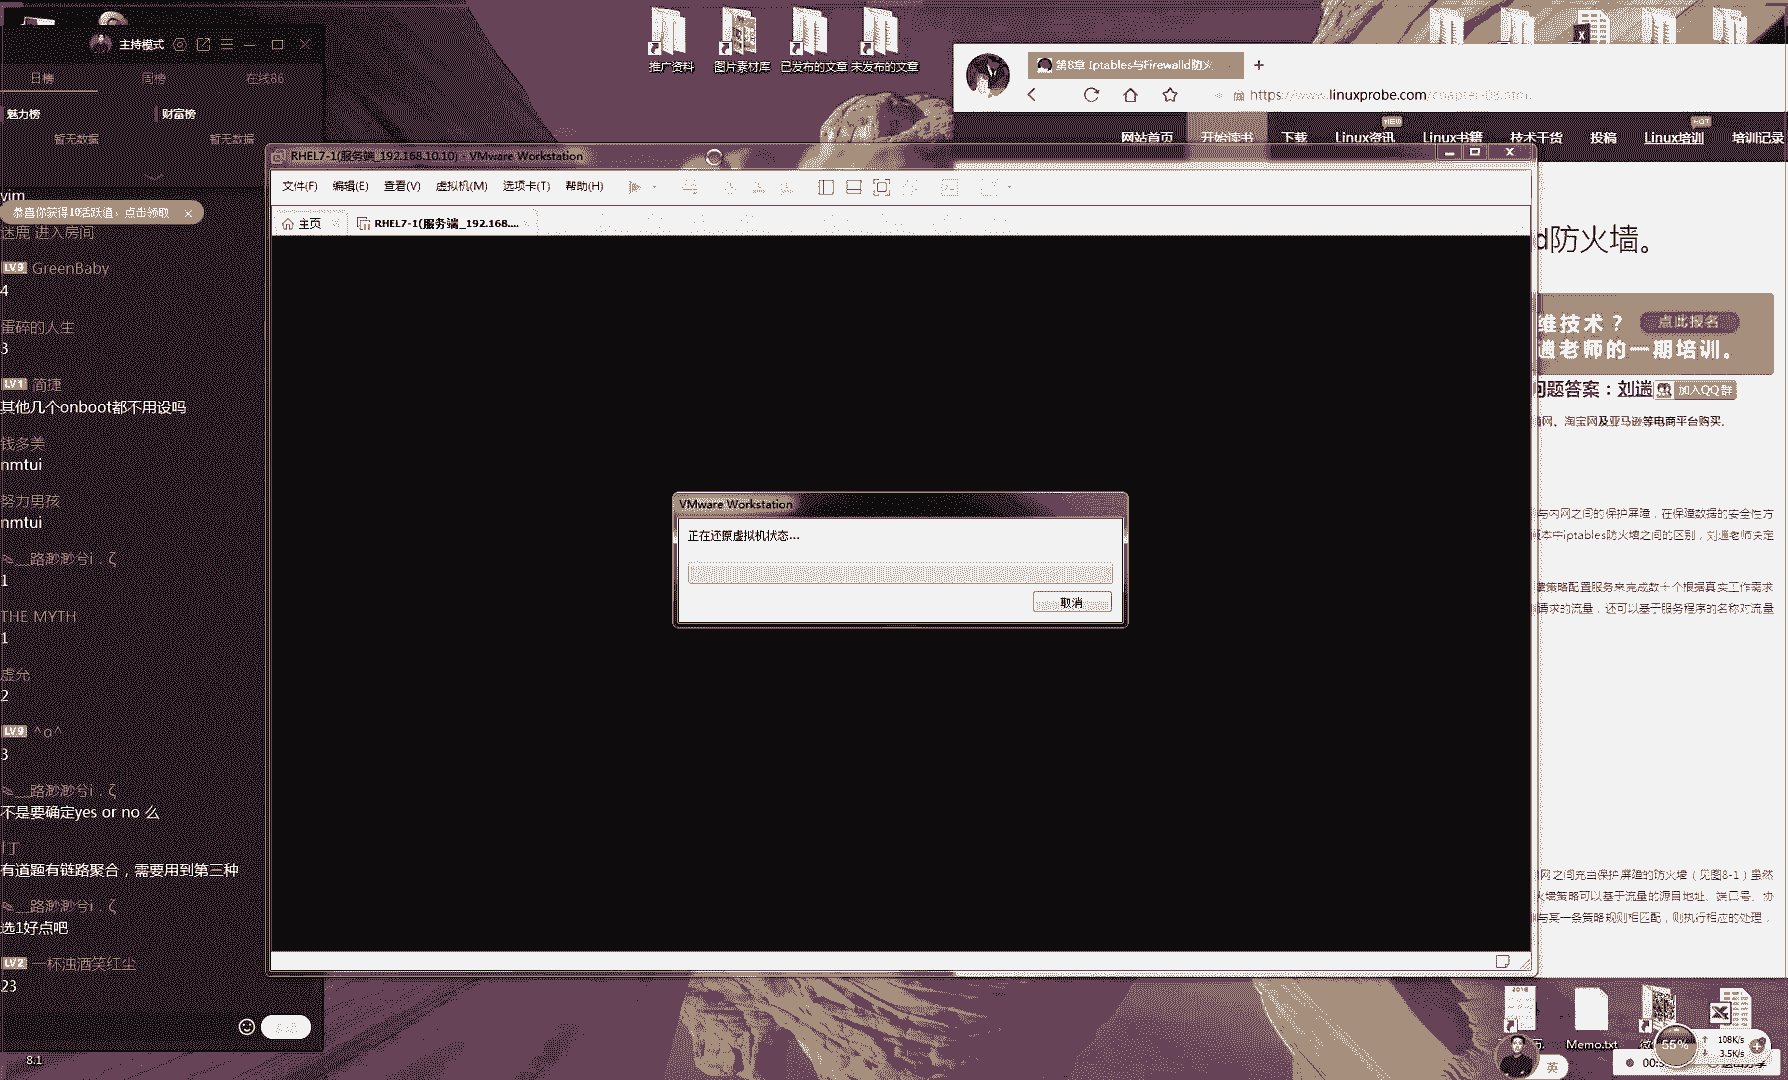 主持模式
日榜 周榜 在线86
魅力榜 财富榜
暂无数据 暂无数据
vim
恭喜你获得10活跃值，点击领取
迷鹿 进入房间
LV9 GreenBaby
4
蛋碎的人生
3
LV1 简捷
其他几个onboot都不用设吗
钱多美
nmtui
努力男孩
nmtui
路渺渺兮i．ζ
1
THE MYTH
1
虚允
2
LV9 ^o^
3
路渺渺兮i．ζ
不是要确定yes or no 么
有道题有链路聚合，需要用到第三种
路渺渺兮i．ζ
选1好点吧
LV2 一杯浊酒笑红尘
23
8.1
推广资料 图片素材库 已发布的文章 未发布的文章
第8章 Iptables与Firewalld防火
https://www.linuxprobe.com/chapter-08.html
网站首页 开始读书 下载 Linux资讯 NEW Linux书籍 技术干货 投稿 Linux培训 HOT 培训记录
RHEL7-1(服务端_192.168.10.10) - VMware Workstation
文件(F) 编辑(E) 查看(V) 虚拟机(M) 选项卡(T) 帮助(H)
主页 RHEL7-1(服务端_192.168....
VMware Workstation
正在还原虚拟机状态...
取消
d防火墙。
维技术？ 点此报名
遄老师的一期培训。
问题答案：刘遄 加入QQ群
网、淘宝网及亚马逊等电商平台购买。
与内网之间的保护屏障，在保障数据的安全性方
版本中iptables防火墙之间的区别，刘遄老师决定
策略配置服务来完成数十个根据真实工作需求
请求的流量，还可以基于服务程序的名称对流量
网之间充当保护屏障的防火墙（见图8-1）虽然
火墙策略可以基于流量的源目地址、端口号、协
与某一条策略规则相匹配，则执行相应的处理，
2018
Memo.txt
55%
108K/s
3.5K/s
英